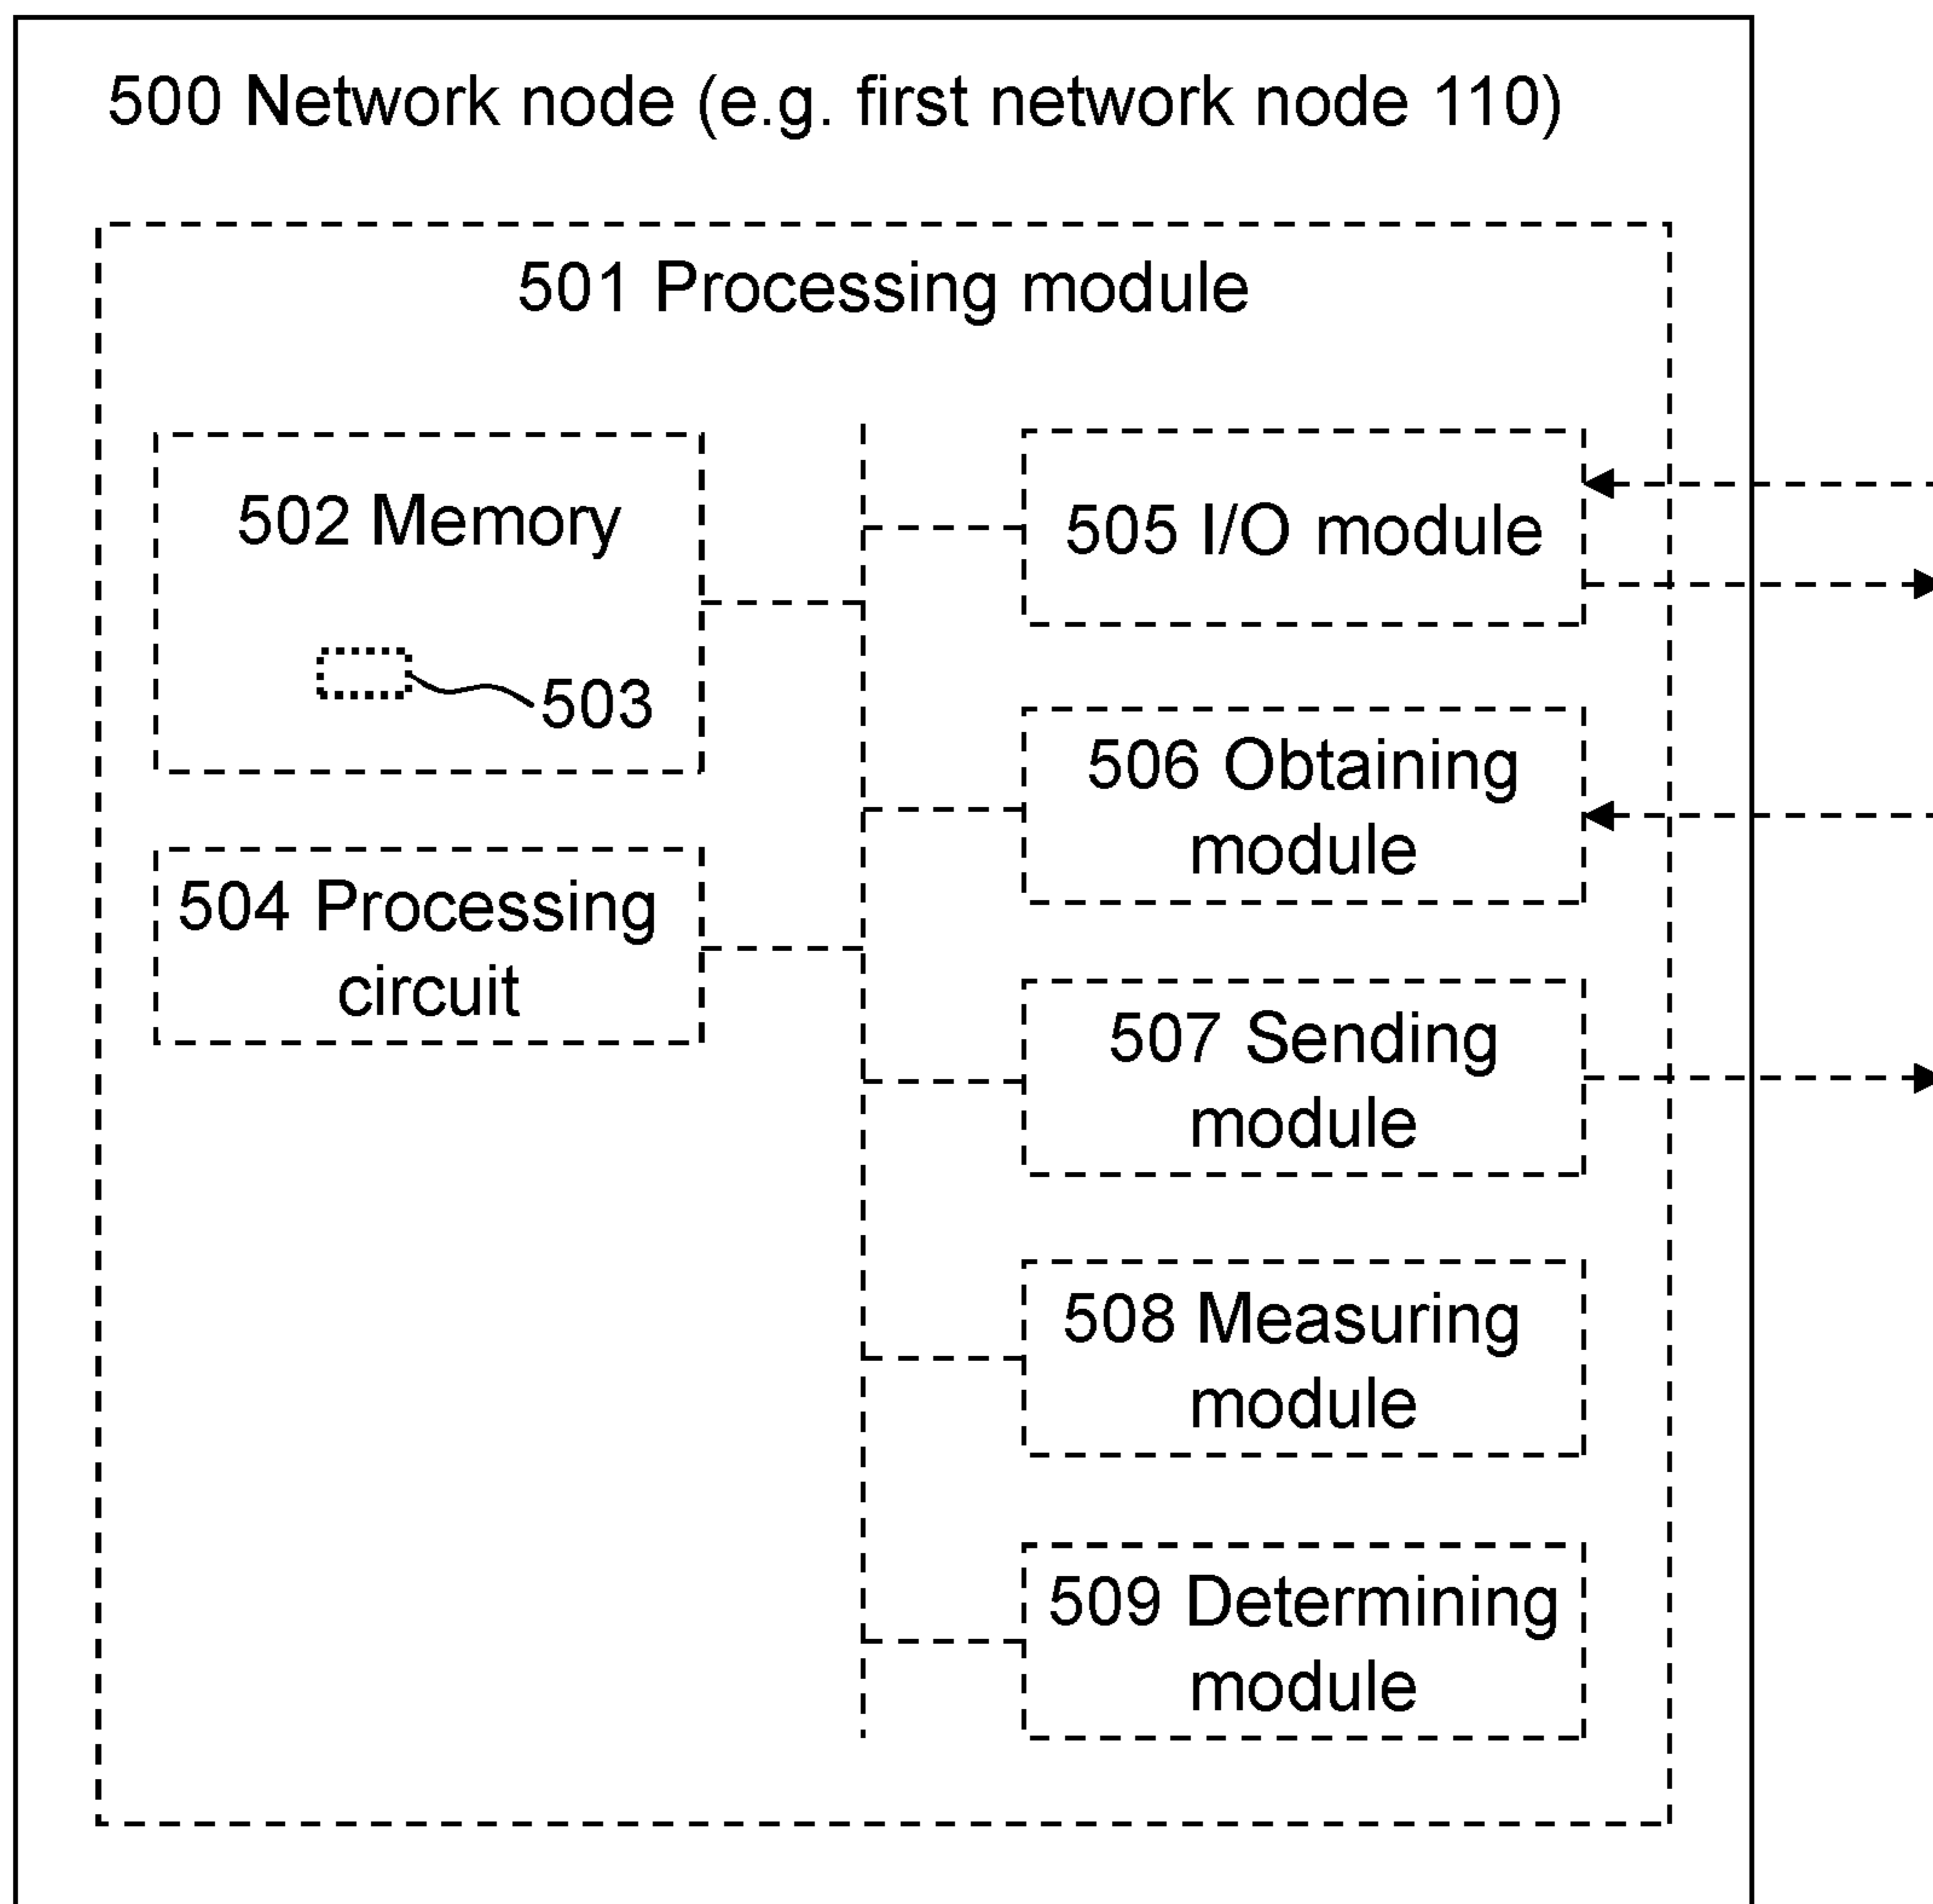 500 Network node (e.g. first network node 110)
501 Processing module
502 Memory
503
504 Processing
circuit
505 I/O module
506 Obtaining
module
507 Sending
module
508 Measuring
module
509 Determining
module